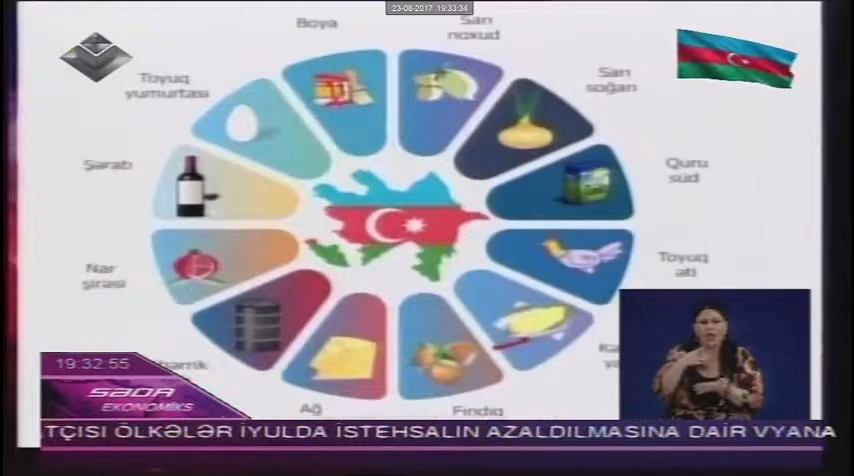 23-08-2017 19:33:34
Boya
Sarı
noxud
Toyuq
yumurtası
Sarı
soğan
Şərab
Quru
süd
Nar
şirəsi
Toyuq
əti
19:32:55
SƏDA
EKONOMİKS
Ağ
Fındıq
TÇISI ÖLKƏLƏR İYULDA İSTEHSALIN AZALDILMASINA DAİR VYANA